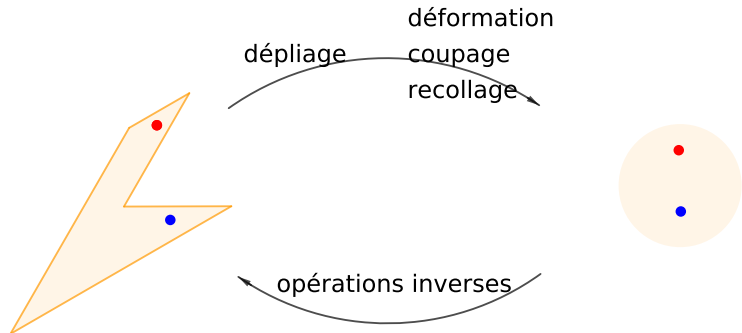 dépliage
déformation
coupage
recollage
opérations inverses